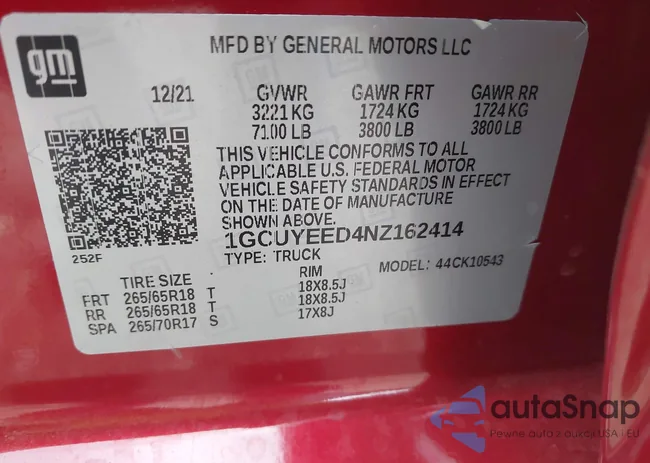 gm
MFD BY GENERAL MOTORS LLC
12/21 GVWR GAWR FRT GAWR RR
3221 KG 1724 KG 1724 KG
7100 LB 3800 LB 3800 LB
THIS VEHICLE CONFORMS TO ALL
APPLICABLE U.S. FEDERAL MOTOR
VEHICLE SAFETY STANDARDS IN EFFECT
ON THE DATE OF MANUFACTURE
SHOWN ABOVE.
1GCUYEED4NZ162414
252F
TYPE: TRUCK MODEL: 44CK10543
TIRE SIZE RIM
FRT 265/65R18 T 18X8.5J
RR 265/65R18 T 18X8.5J
SPA 265/70R17 S 17X8J
autaSnap
Pewne auta z aukcji USA i EU